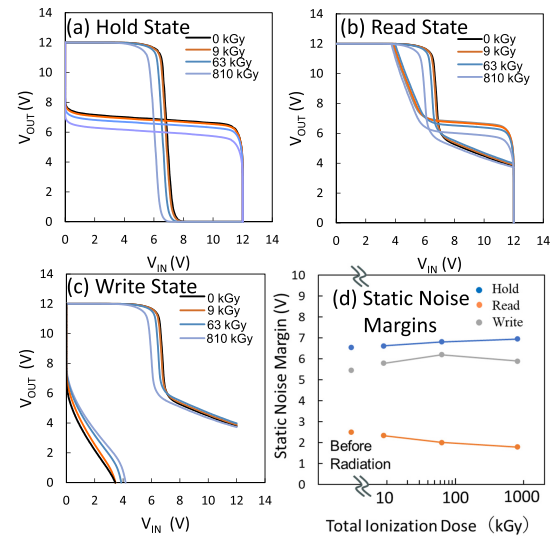 (a) Hold State
0 kGy
9 kGy
63 kGy
810 kGy
14
12
10
8
6
4
2
0
V_OUT (V)
0 2 4 6 8 10 12 14
V_IN (V)
(b) Read State
0 kGy
9 kGy
63 kGy
810 kGy
14
12
10
8
6
4
2
0
V_OUT (V)
0 2 4 6 8 10 12 14
V_IN (V)
(c) Write State
0 kGy
9 kGy
63 kGy
810 kGy
14
12
10
8
6
4
2
0
V_OUT (V)
0 2 4 6 8 10 12 14
V_IN (V)
(d) Static Noise
Margins
Hold
Read
Write
10
9
8
7
6
5
4
3
2
1
0
Static Noise Margin (V)
Before
Radiation
10 100 1000
Total Ionization Dose （kGy)